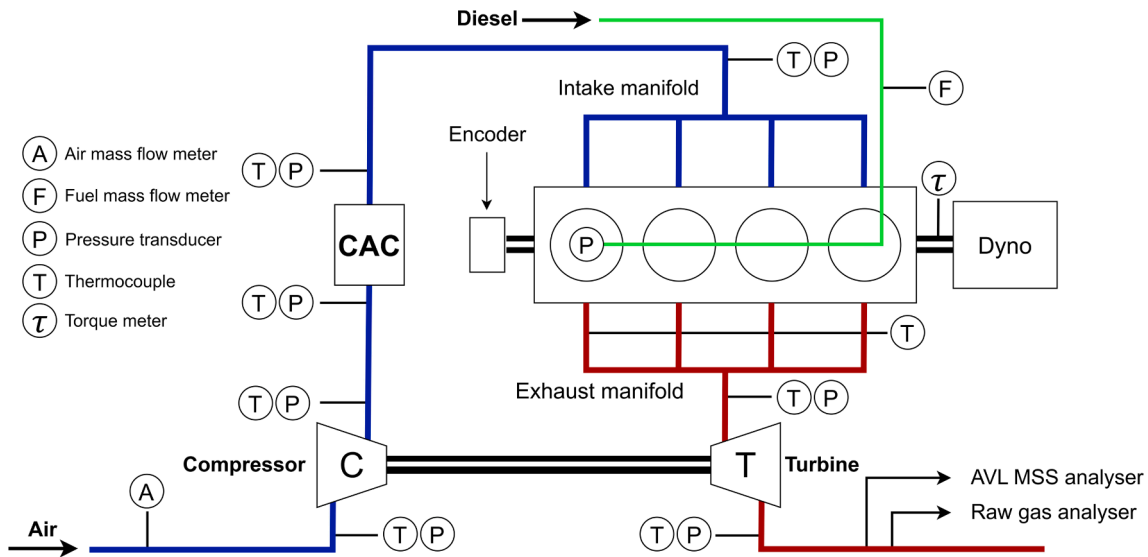 Diesel
T P
Intake manifold
F
Encoder
A Air mass flow meter
T P
F Fuel mass flow meter
τ
P Pressure transducer
CAC
P
Dyno
T Thermocouple
T P
τ Torque meter
T
Exhaust manifold
T P
T P
Compressor
C
T
Turbine
A
AVL MSS analyser
Raw gas analyser
Air
T P
T P